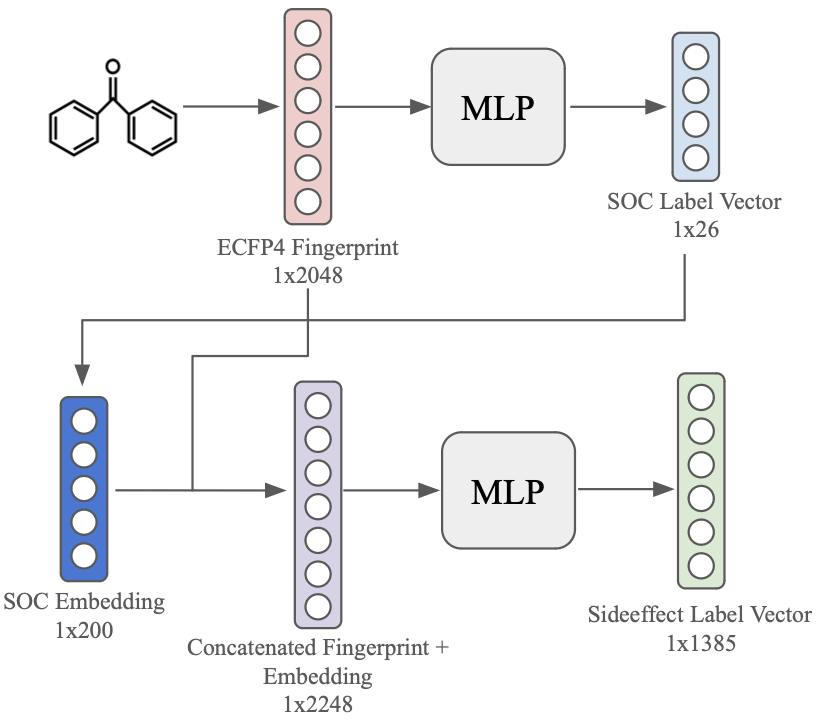 O
MLP
SOC Label Vector
1x26
ECFP4 Fingerprint
1x2048
MLP
SOC Embedding
1x200
Concatenated Fingerprint +
Embedding
1x2248
Sideeffect Label Vector
1x1385